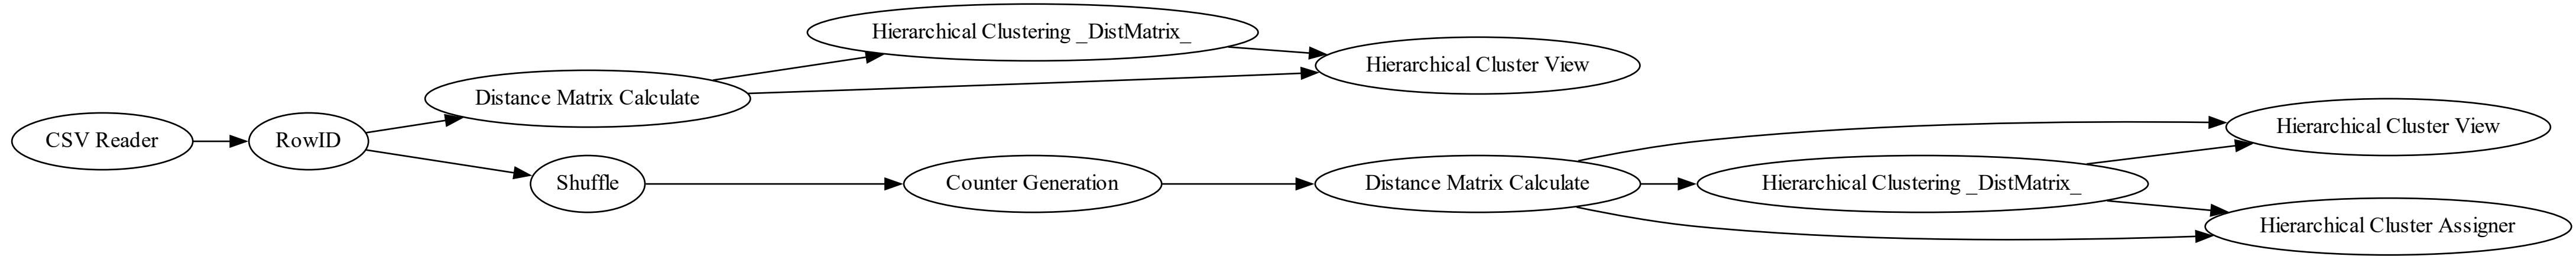 Hierarchical Clustering _DistMatrix_
Hierarchical Cluster View
Distance Matrix Calculate
CSV Reader
RowID
Shuffle
Counter Generation
Distance Matrix Calculate
Hierarchical Clustering _DistMatrix_
Hierarchical Cluster View
Hierarchical Cluster Assigner